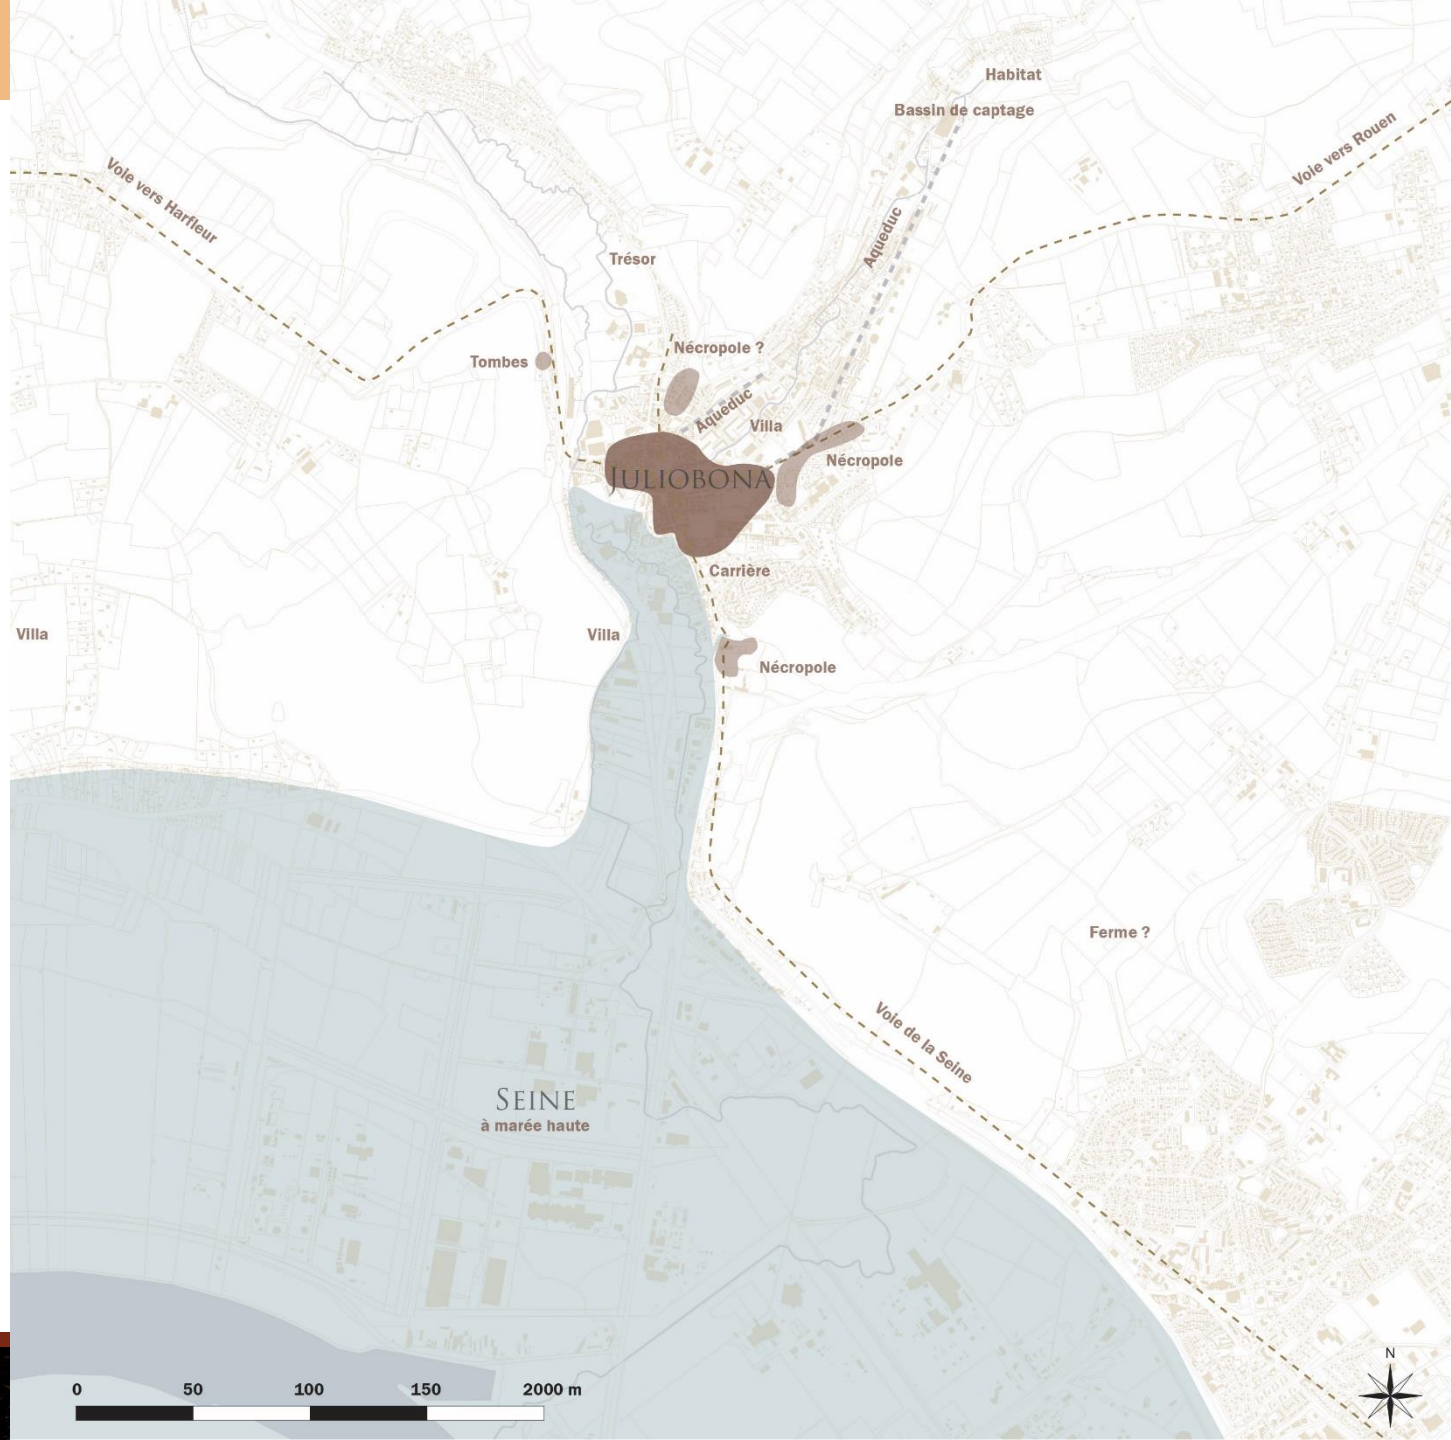 Habitat
Bassin de captage
Voie vers Rouen
Voie vers Harfleur
Aqueduc
Trésor
Nécropole ?
Tombes
Aqueduc
Villa
Nécropole
JULIOBONA
Carrière
Villa
Villa
Nécropole
Ferme ?
Voie de la Seine
SEINE
à marée haute
N
0 50 100 150 2000 m